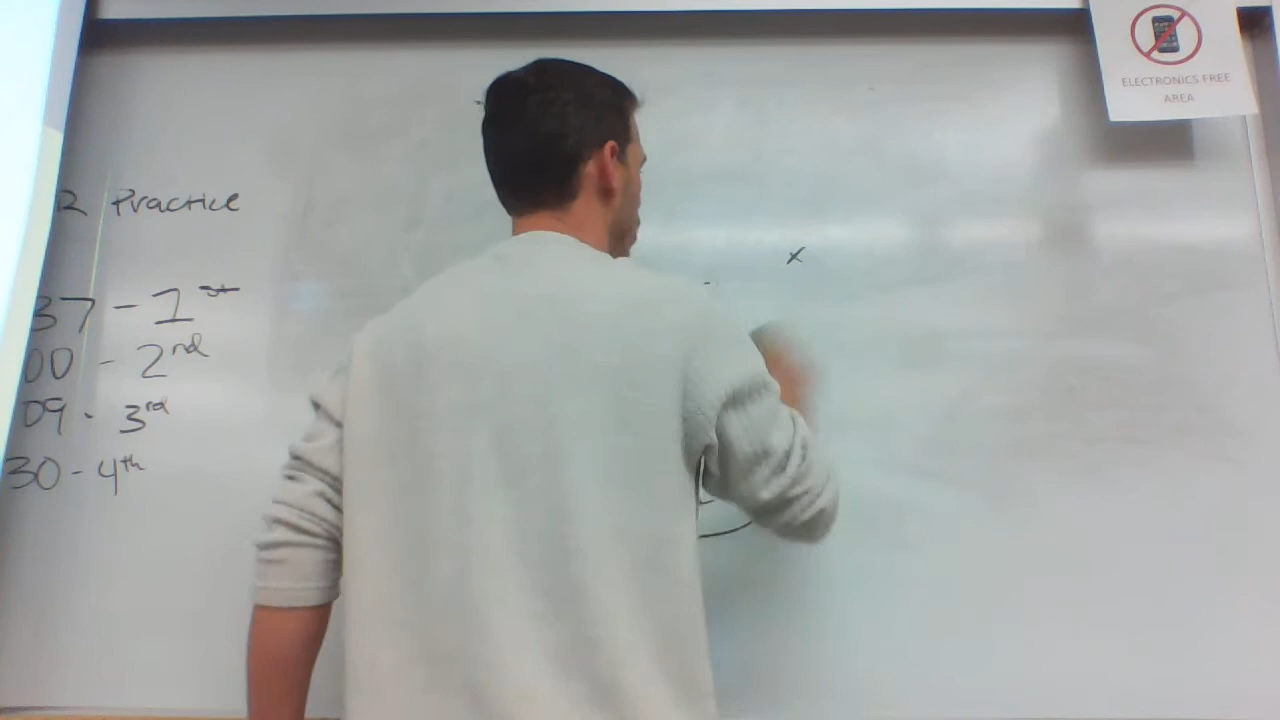 R Practice
37 - 1st
00 - 2nd
09 - 3rd
30 - 4th
x
ELECTRONICS FREE
AREA